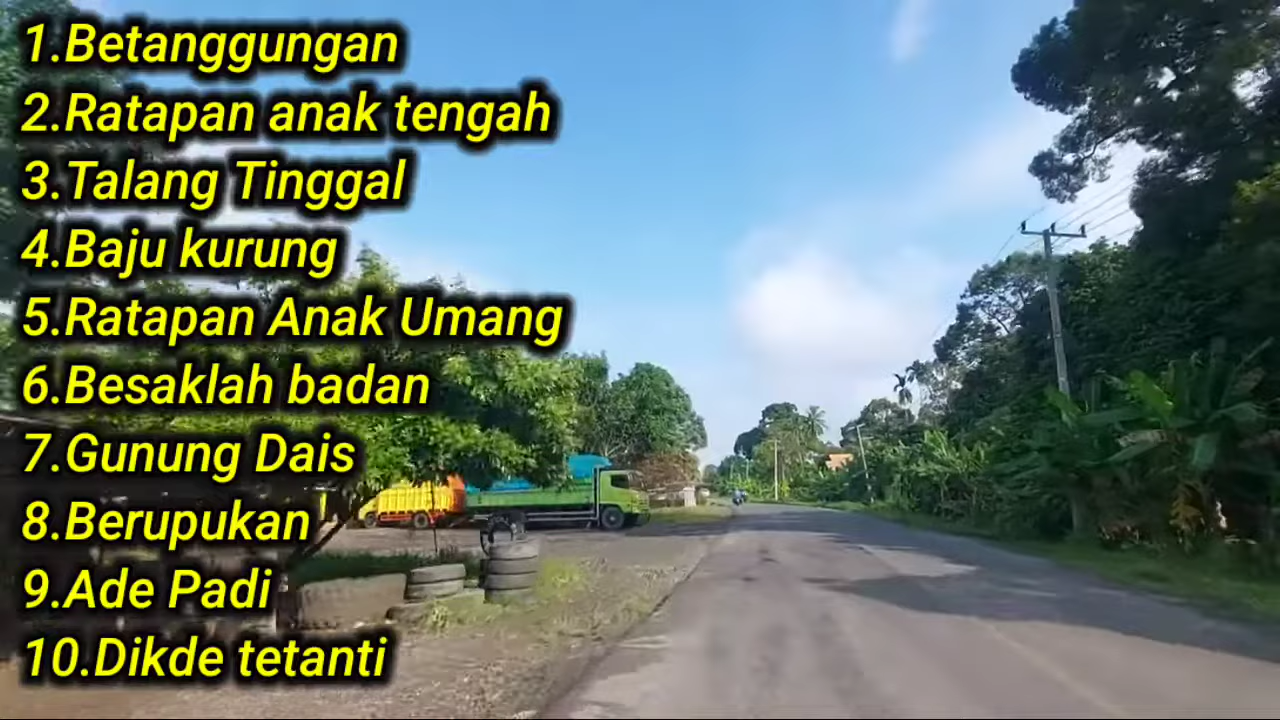 1.Betanggungan
2.Ratapan anak tengah
3.Talang Tinggal
4.Baju kurung
5.Ratapan Anak Umang
6.Besaklah badan
7.Gunung Dais
8.Berupukan
9.Ade Padi
10.Dikde tetanti